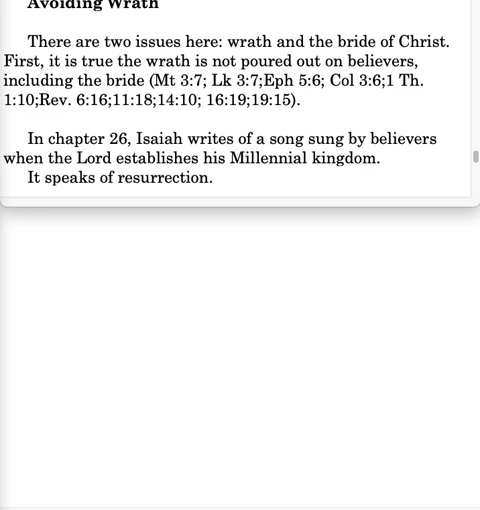 Avoiding Wrath
There are two issues here: wrath and the bride of Christ.
First, it is true the wrath is not poured out on believers,
including the bride (Mt 3:7; Lk 3:7;Eph 5:6; Col 3:6;1 Th.
1:10;Rev. 6:16;11:18;14:10; 16:19;19:15).
In chapter 26, Isaiah writes of a song sung by believers
when the Lord establishes his Millennial kingdom.
It speaks of resurrection.